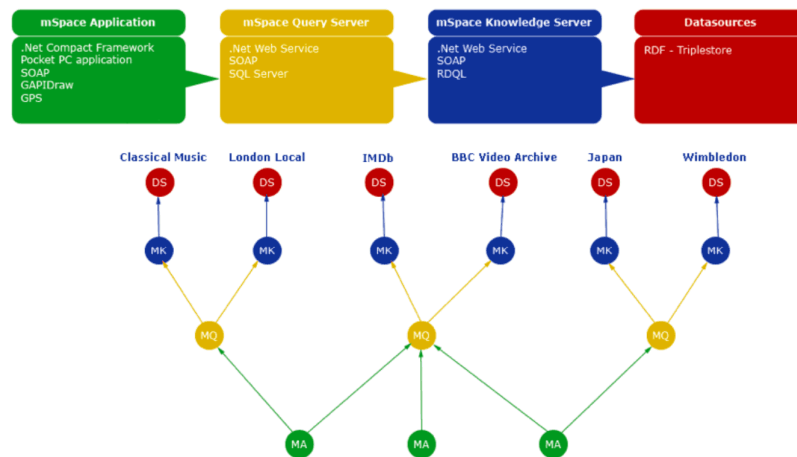 mSpace Application
mSpace Query Server
mSpace Knowledge Server
Datasources
.Net Compact Framework
Pocket PC application
SOAP
GAPIDraw
GPS
.Net Web Service
SOAP
SQL Server
.Net Web Service
SOAP
RDQL
RDF - Triplestore
Classical Music
London Local
IMDb
BBC Video Archive
Japan
Wimbledon
DS
DS
DS
DS
DS
DS
MK
MK
MK
MK
MK
MK
MQ
MQ
MQ
MA
MA
MA